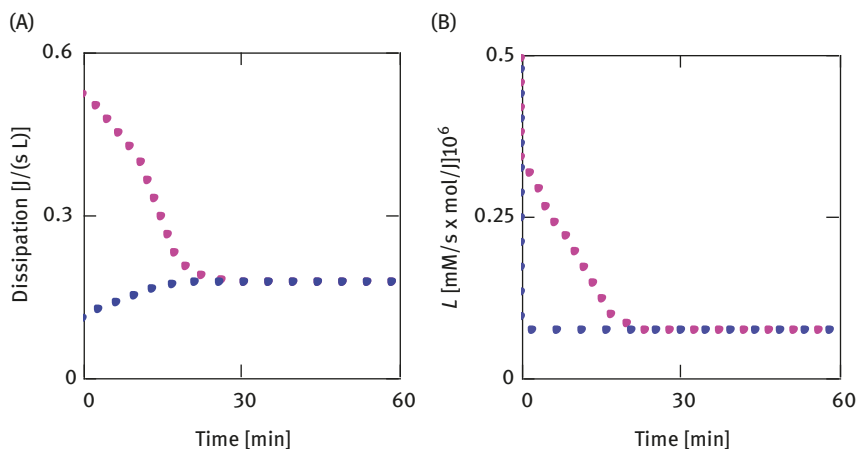 (A)
0.6
Dissipation [J/(s L)]
0.3
0
0
30
60
Time [min]
(B)
0.5
L [mM/s x mol/J]10⁶
0.25
0
0
30
60
Time [min]